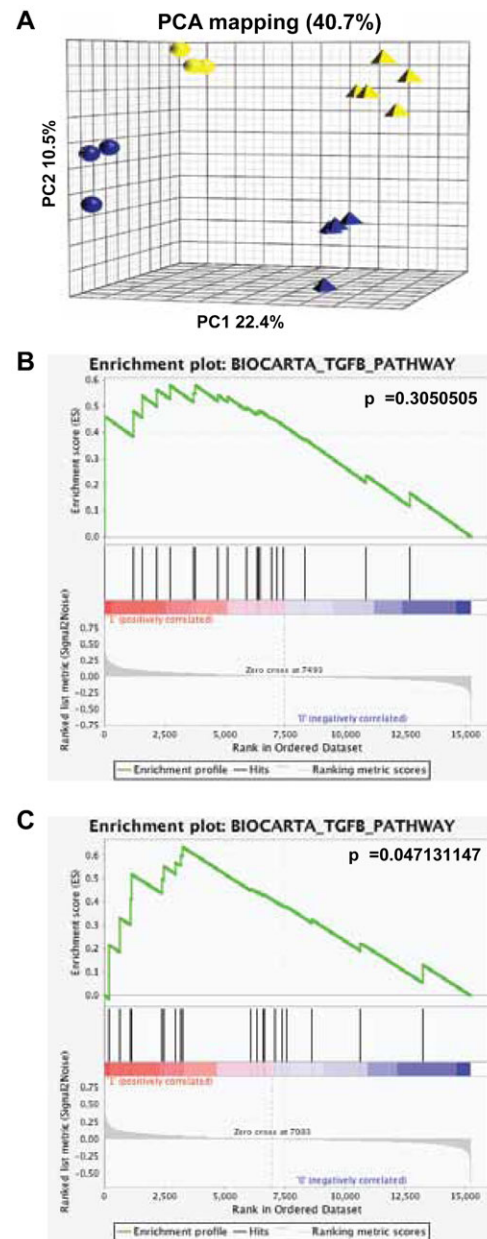 A
PCA mapping (40.7%)
PC2 10.5%
PC1 22.4%
B
Enrichment plot: BIOCARTA_TGFB_PATHWAY
p =0.3050505
Enrichment score (ES)
0.6
0.5
0.4
0.3
0.2
0.1
0.0
'1' (positively correlated)
Ranked list metric (Signal2Noise)
0.75
0.50
0.25
0.00
-0.25
-0.50
-0.75
Zero cross at 7493
'0' (negatively correlated)
0 2,500 5,000 7,500 10,000 12,500 15,000
Rank in Ordered Dataset
Enrichment profile Hits Ranking metric scores
C
Enrichment plot: BIOCARTA_TGFB_PATHWAY
p =0.047131147
Enrichment score (ES)
0.6
0.5
0.4
0.3
0.2
0.1
0.0
'1' (positively correlated)
Ranked list metric (Signal2Noise)
0.75
0.50
0.25
0.00
-0.25
-0.50
Zero cross at
'0' (negatively correlated)
0 2,500 5,000 7,500 10,000 12,500 15,000
Rank in Ordered Dataset
Enrichment profile Hits Ranking metric scores